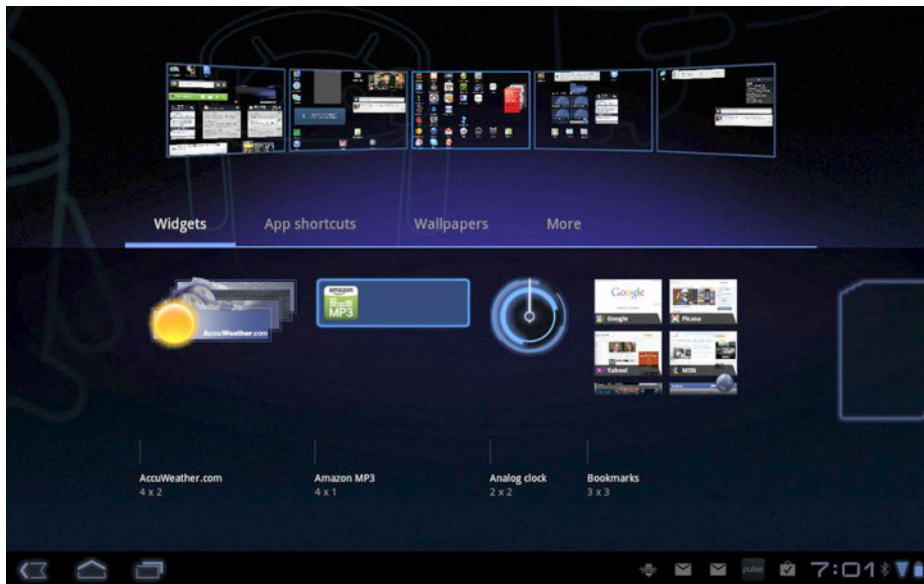 Widgets
App shortcuts
Wallpapers
More
AccuWeather.com
amazon
MP3
Google
Google
Picasa
Yahoo!
MSN
AccuWeather.com
4 x 2
Amazon MP3
4 x 1
Analog clock
2 x 2
Bookmarks
3 x 3
pulse
7:01